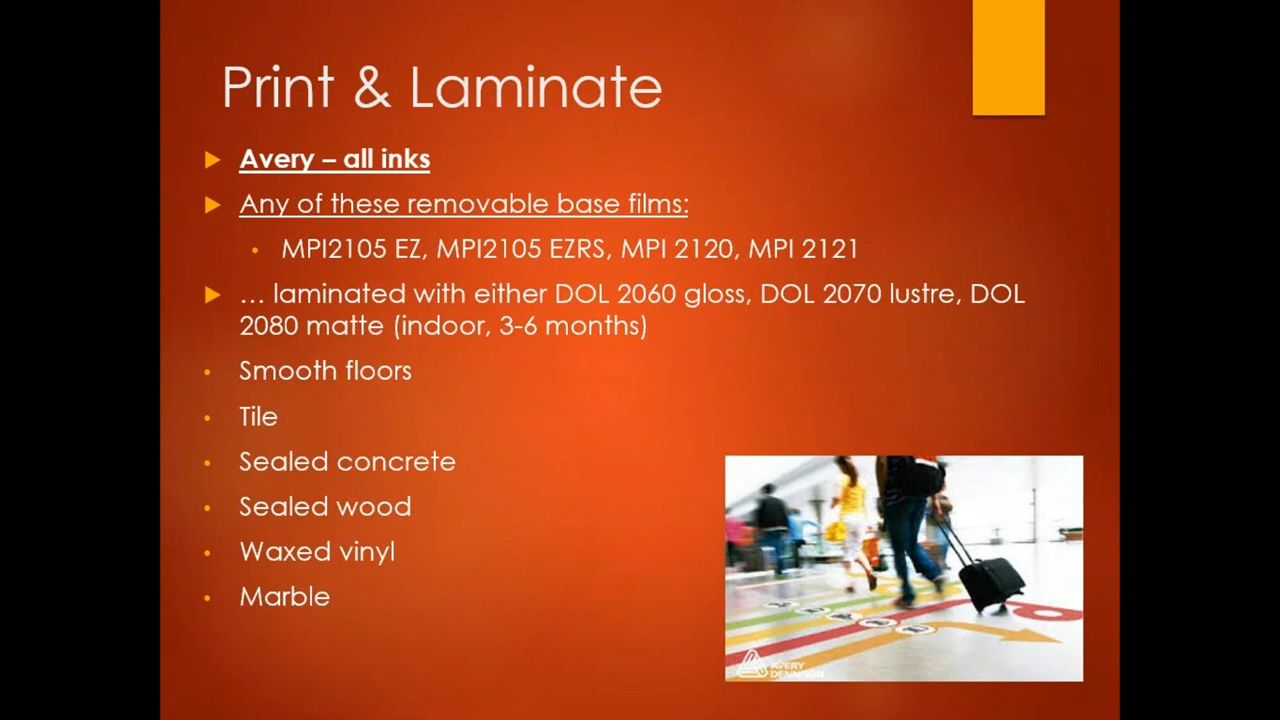 Print & Laminate
Avery – all inks
Any of these removable base films:
MPI2105 EZ, MPI2105 EZRS, MPI 2120, MPI 2121
… laminated with either DOL 2060 gloss, DOL 2070 lustre, DOL
2080 matte (indoor, 3-6 months)
Smooth floors
Tile
Sealed concrete
Sealed wood
Waxed vinyl
Marble
AVERY
DENNISON